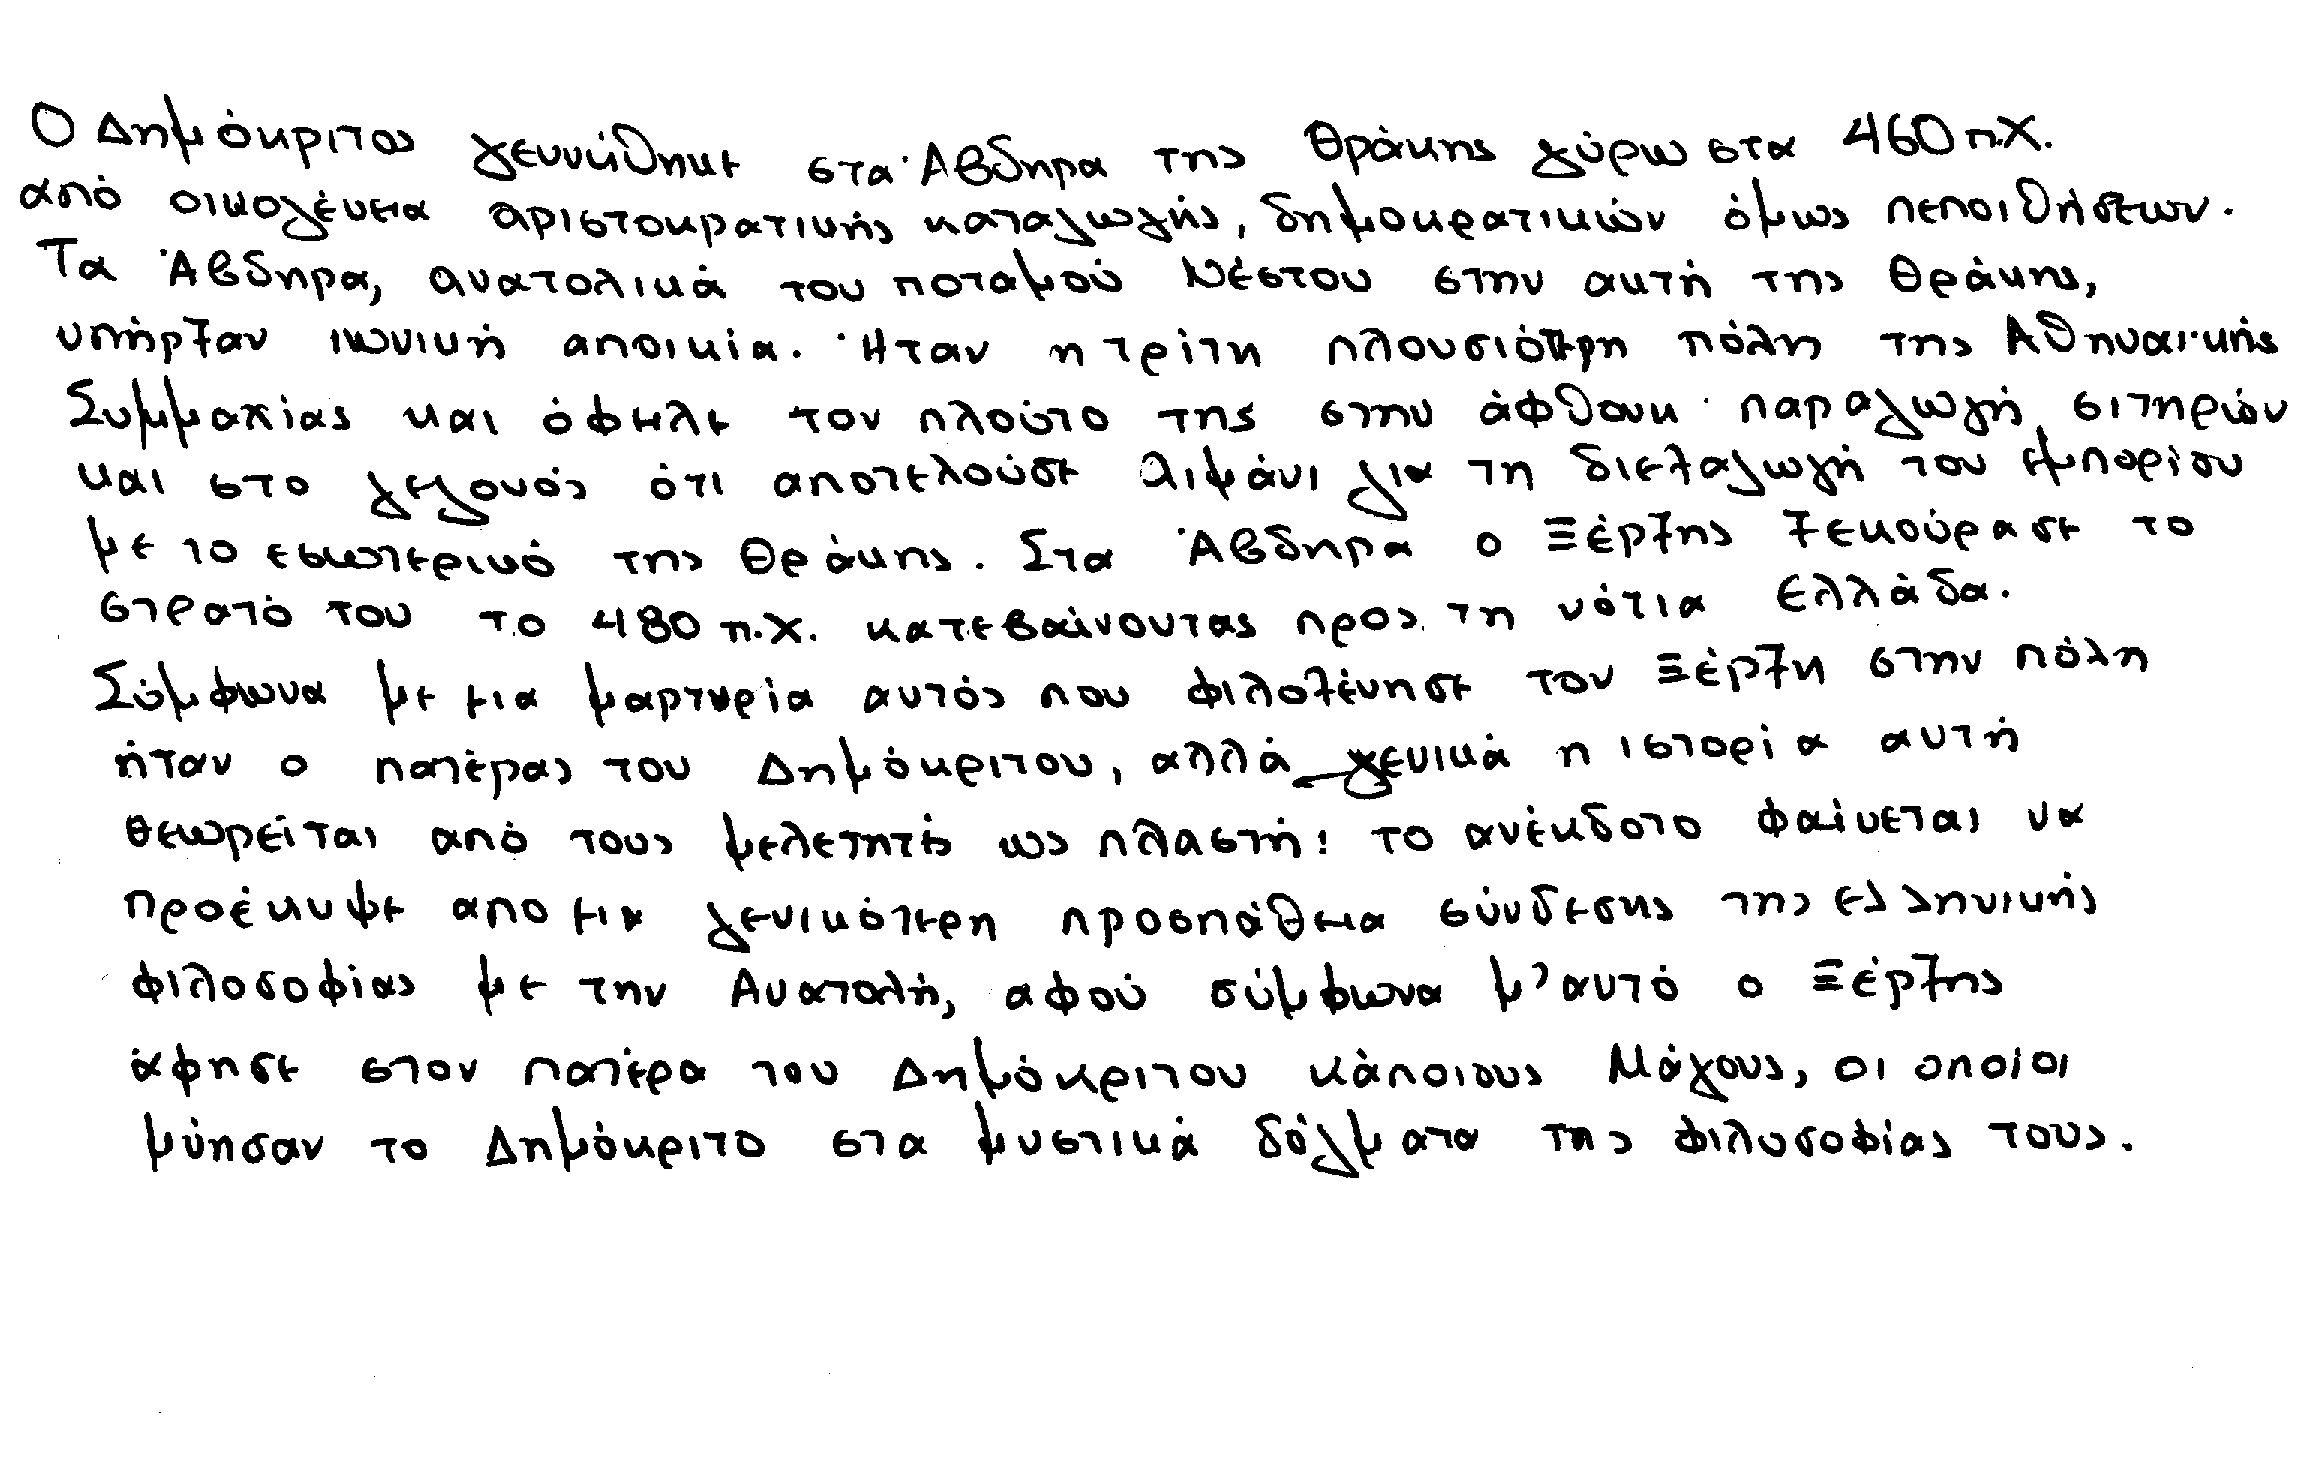 Ο Δημόκριτος γεννήθηκε στα Άβδηρα της Θράκης γύρω στα 460 π.Χ.
από οικογένεια αριστοκρατικής καταγωγής, δημοκρατικών όμως πεποιθήσεων.
Τα Άβδηρα, ανατολικά του ποταμού Νέστου στην ακτή της Θράκης,
υπήρξαν ιωνική αποικία. Ήταν η τρίτη πλουσιότερη πόλη της Αθηναϊκής
Συμμαχίας και όφειλε τον πλούτο της στην άφθονη παραγωγή σιτηρών
και στο γεγονός ότι αποτελούσε λιμάνι για τη διεξαγωγή του εμπορίου
με το εσωτερικό της Θράκης. Στα Άβδηρα ο Ξέρξης ξεκούρασε το
στρατό του το 480 π.Χ. κατεβαίνοντας προς τη νότια Ελλάδα.
Σύμφωνα με μια μαρτυρία αυτός που φιλοξένησε τον Ξέρξη στην πόλη
ήταν ο πατέρας του Δημόκριτου, αλλά γενικά η ιστορία αυτή
θεωρείται από τους μελετητές ως πλαστή: το ανέκδοτο φαίνεται να
προέκυψε απο μια γενικότερη προσπάθεια σύνδεσης της ελληνικής
φιλοσοφίας με την Ανατολή, αφού σύμφωνα μ'αυτό ο Ξέρξης
άφησε στον πατέρα του Δημόκριτου κάποιους Μάγους, οι οποίοι
μύησαν το Δημόκριτο στα μυστικά δόγματα της φιλοσοφίας τους.